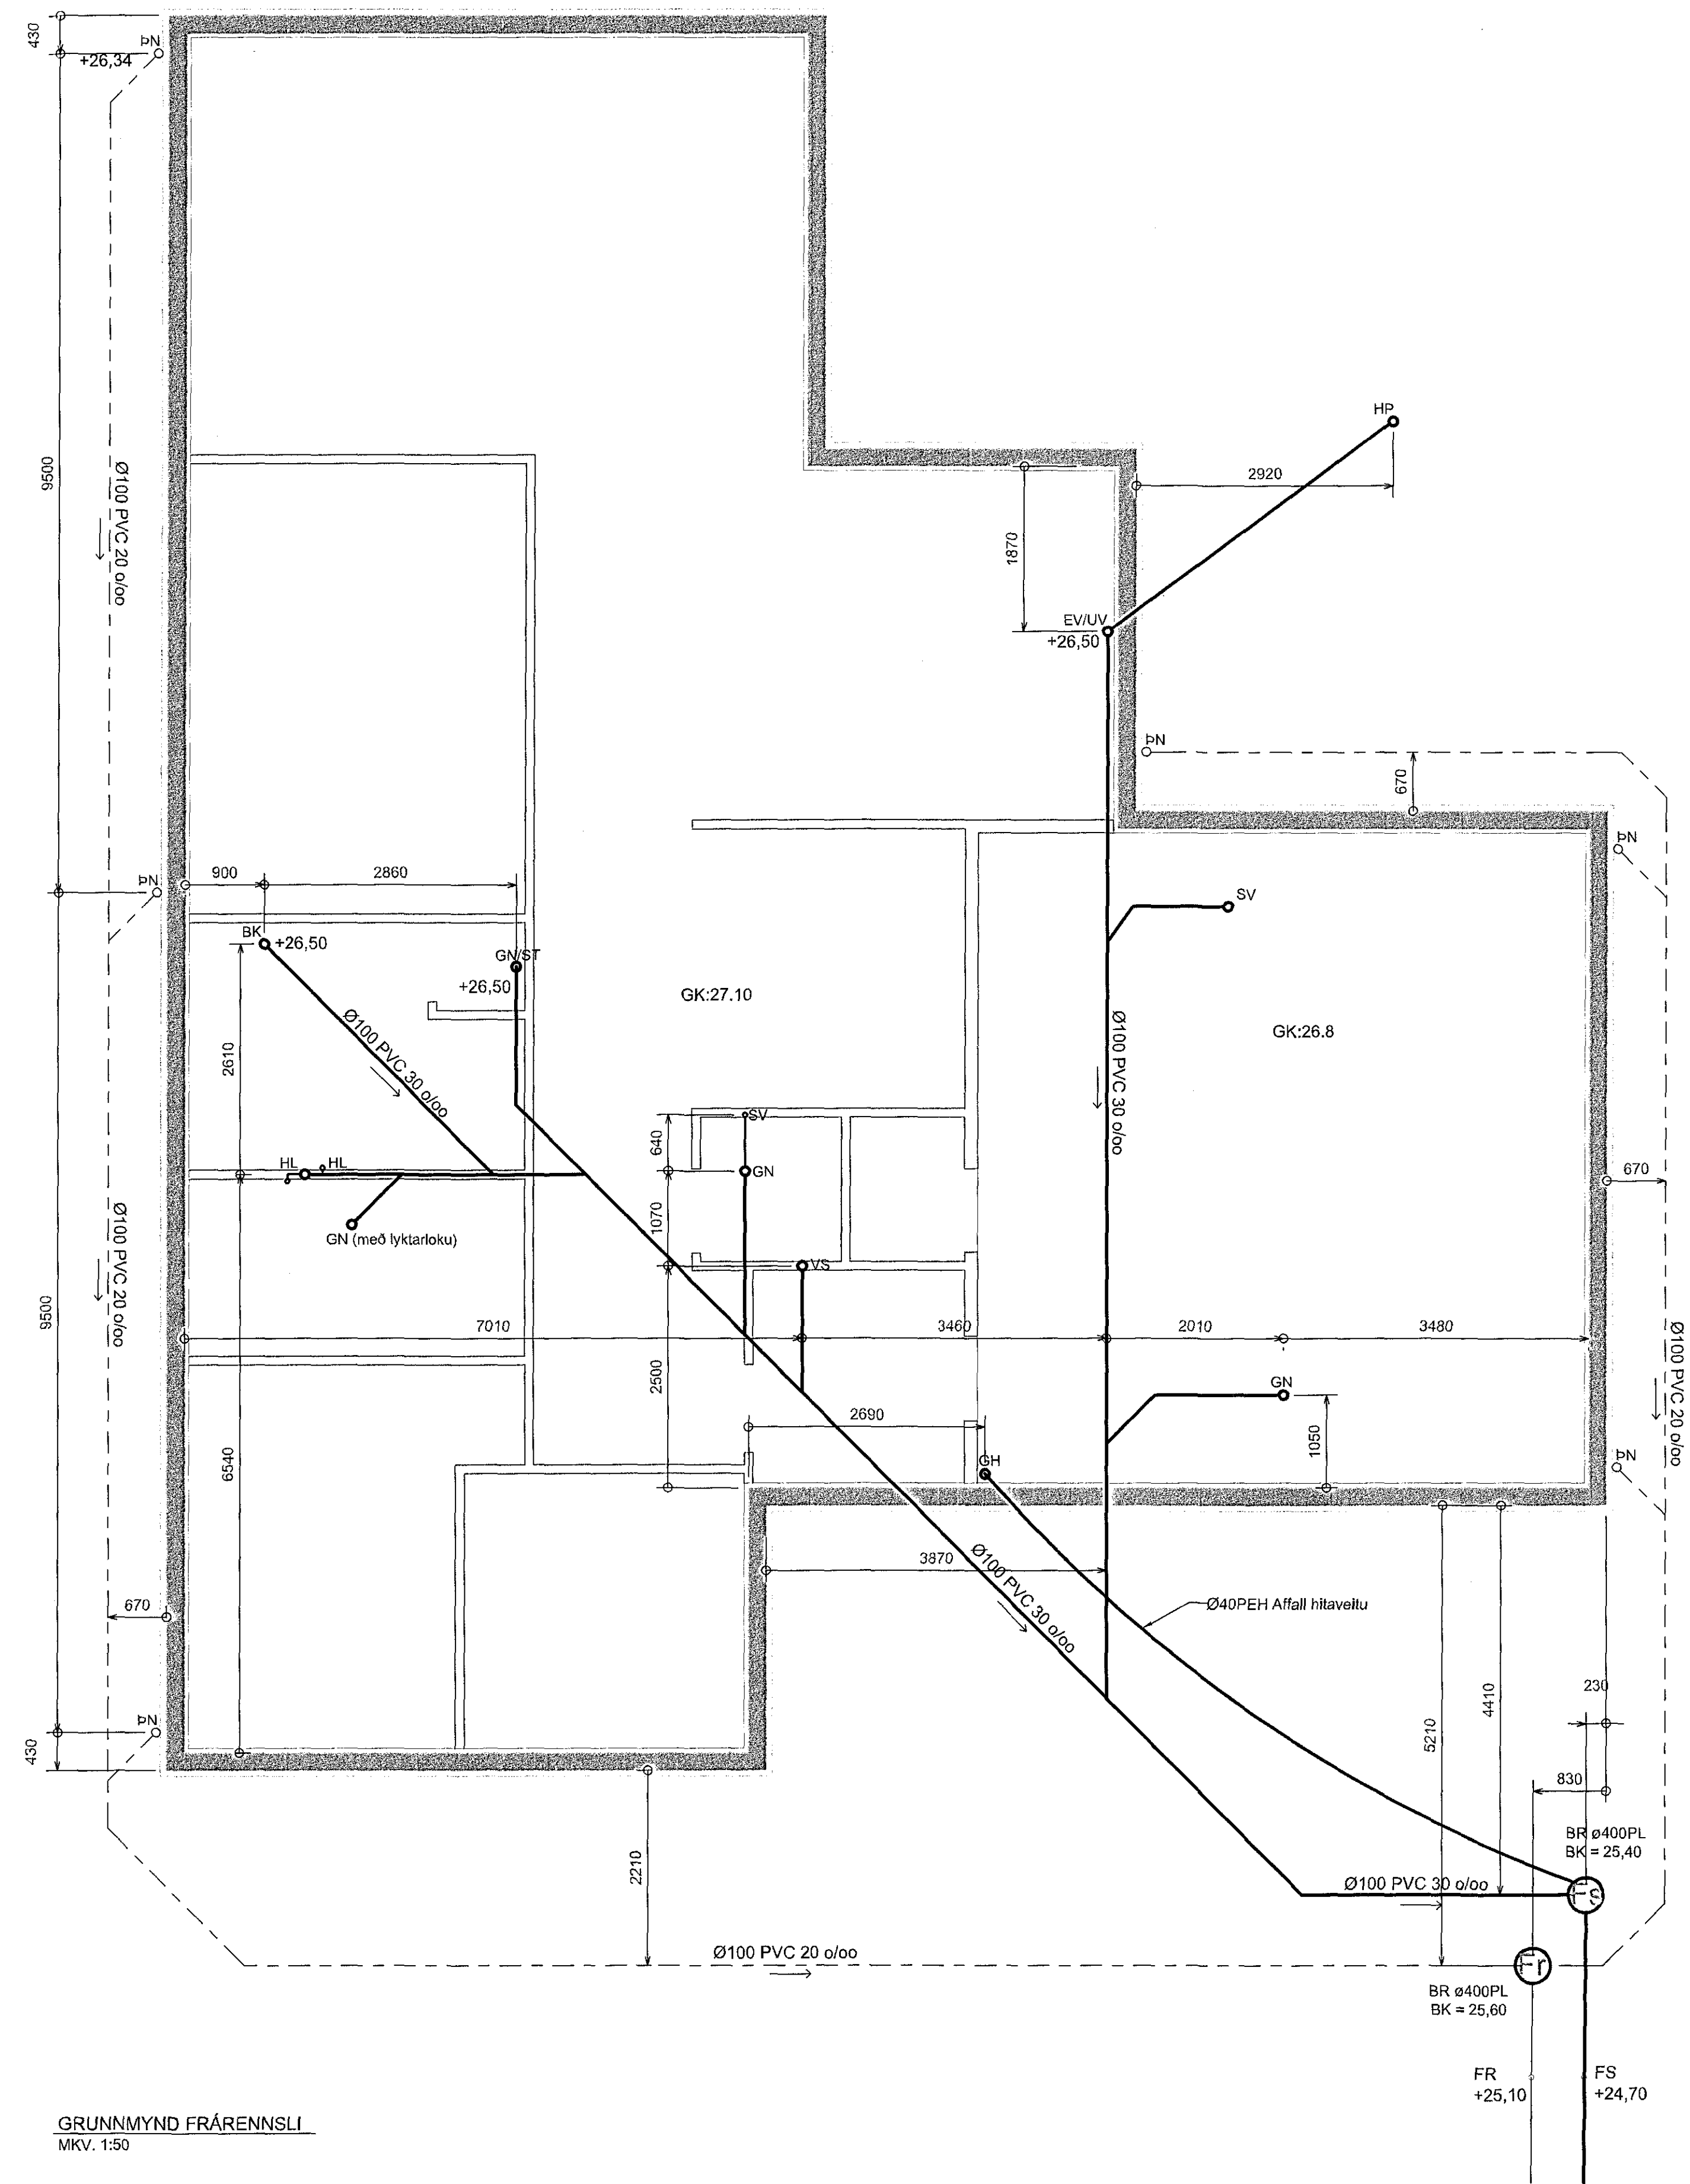 430
ÞN
+26,34
9500
Ø100 PVC 20 o/oo
HP
2920
1870
EV/UV
+26,50
ÞN
670
ÞN
900
2860
ÞN
SV
BK
+26,50
GN/ST
+26,50
GK:27.10
GK:26.8
Ø100 PVC 30 o/oo
Ø100 PVC 30 o/oo
2610
SV
640
HL
HL
GN
670
1070
GN (með lyktarloku)
Ø100 PVC 20 o/oo
VS
9500
7010
3460
2010
3480
Ø100 PVC 20 o/oo
2500
GN
2690
1050
6540
GH
ÞN
3870
Ø100 PVC 30 o/oo
Ø40PEH Affall hitaveitu
670
230
4410
5210
ÞN
430
830
BR ø400PL
BK = 25,40
2210
Ø100 PVC 30 o/oo
Fs
Ø100 PVC 20 o/oo
Fr
BR ø400PL
BK = 25,60
FR
+25,10
FS
+24,70
GRUNNMYND FRÁRENNSLI
MKV. 1:50